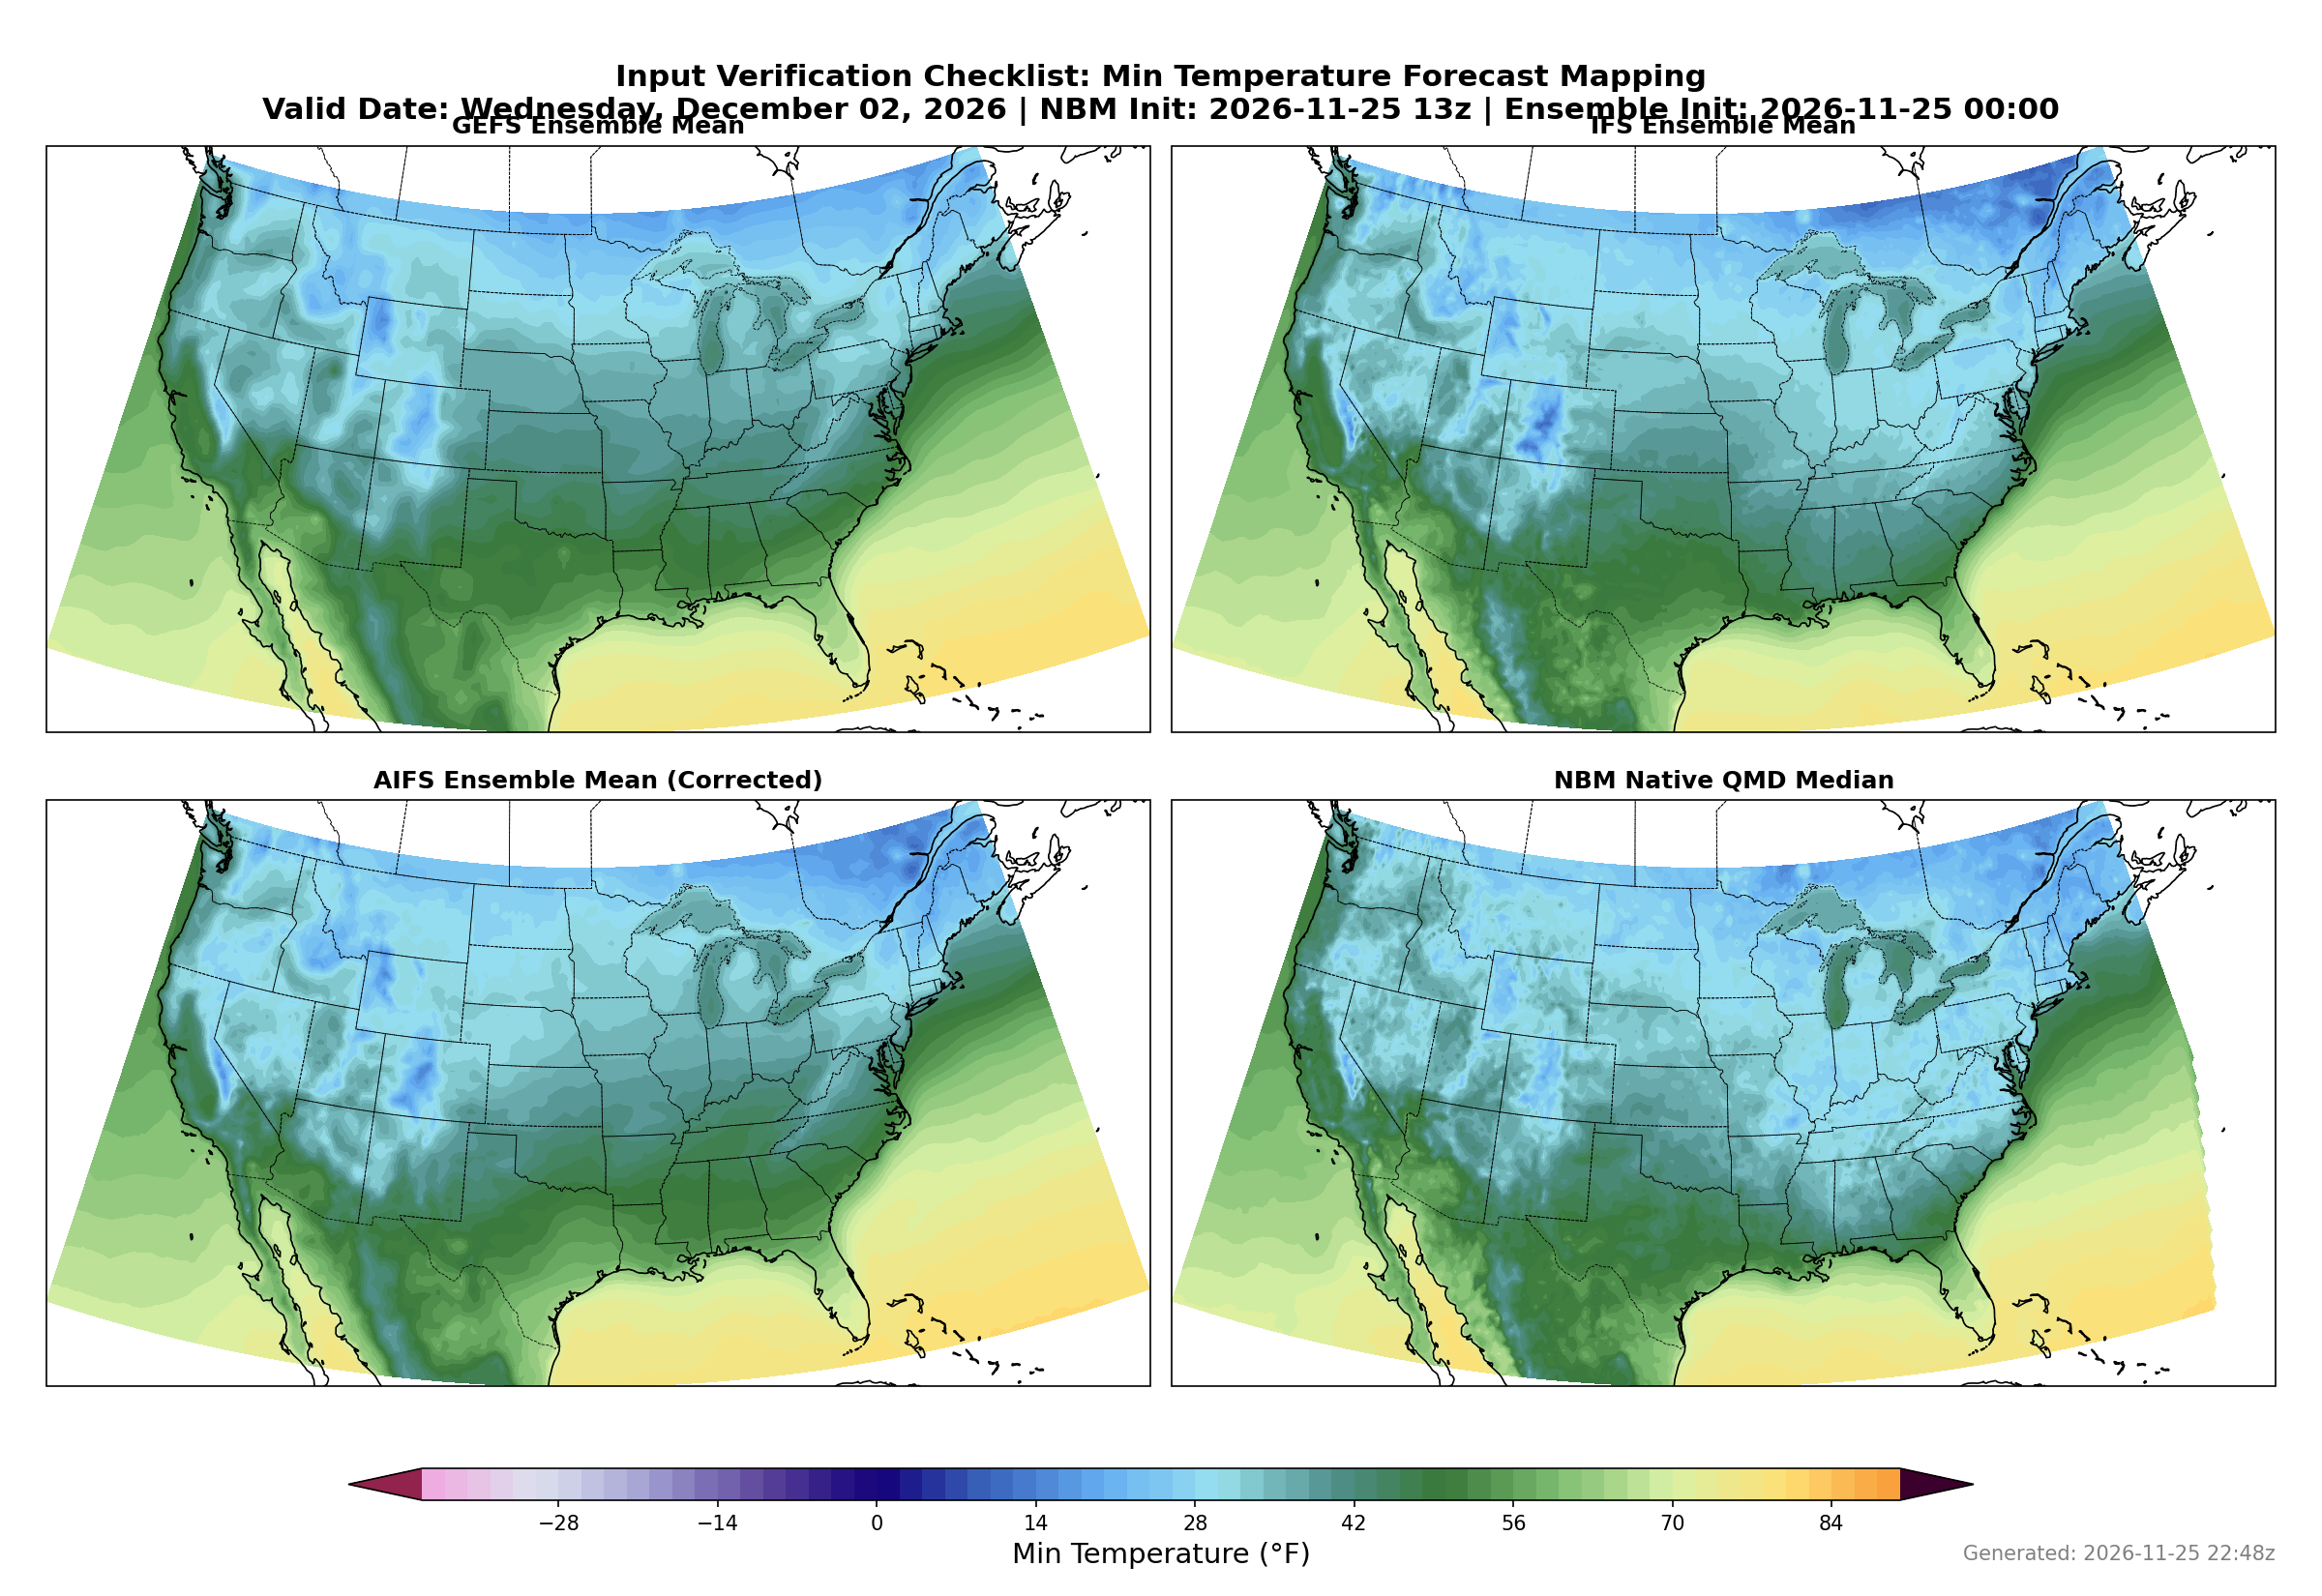 Input Verification Checklist: Min Temperature Forecast Mapping
Valid Date: Wednesday, December 02, 2026 | NBM Init: 2026-11-25 13z | Ensemble Init: 2026-11-25 00:00
GEFS Ensemble Mean
IFS Ensemble Mean
AIFS Ensemble Mean (Corrected)
NBM Native QMD Median
−28 −14 0 14 28 42 56 70 84
Min Temperature (°F)
Generated: 2026-11-25 22:48z